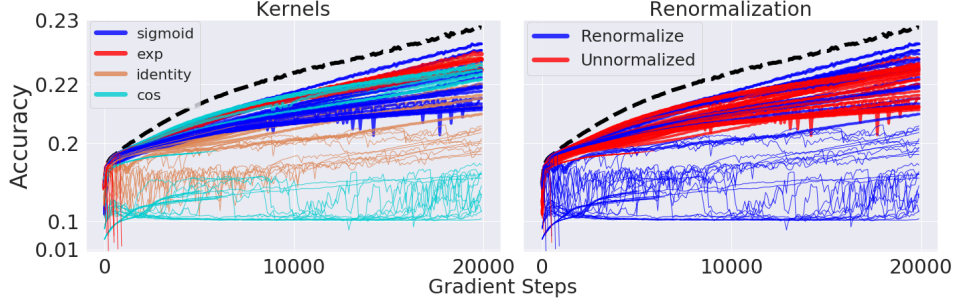 Kernels
Renormalization
Accuracy
0.23
0.22
0.2
0.1
0.01
sigmoid
exp
identity
cos
Renormalize
Unnormalized
0
10000
20000
0
10000
20000
Gradient Steps